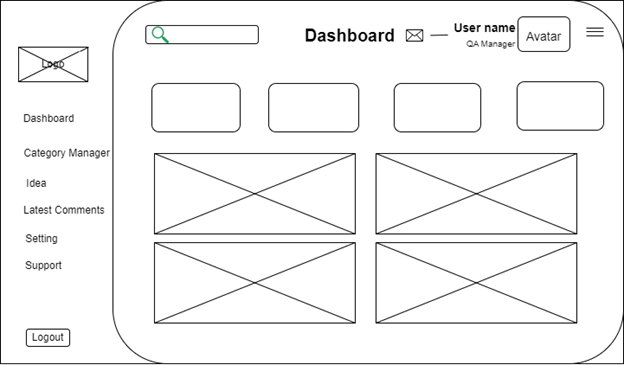 Dashboard
User name
QA Manager
Avatar
Logo
Dashboard
Category Manager
Idea
Latest Comments
Setting
Support
Logout